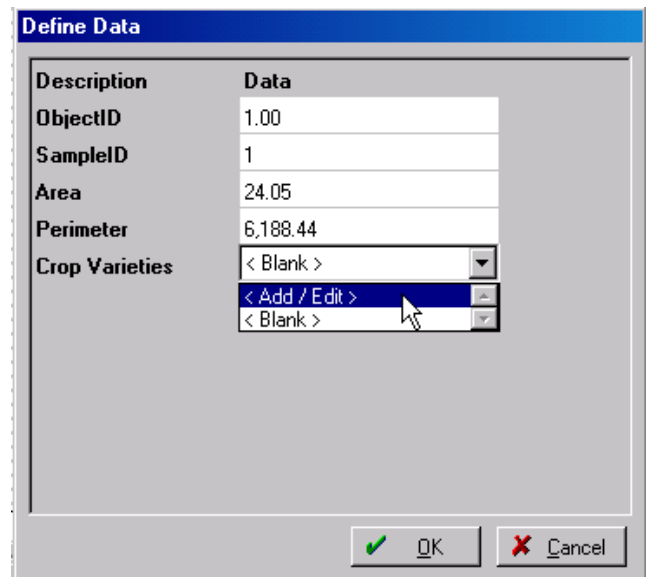 Define Data
Description Data
ObjectID 1.00
SampleID 1
Area 24.05
Perimeter 6,188.44
Crop Varieties < Blank >
< Add / Edit >
< Blank >
OK Cancel